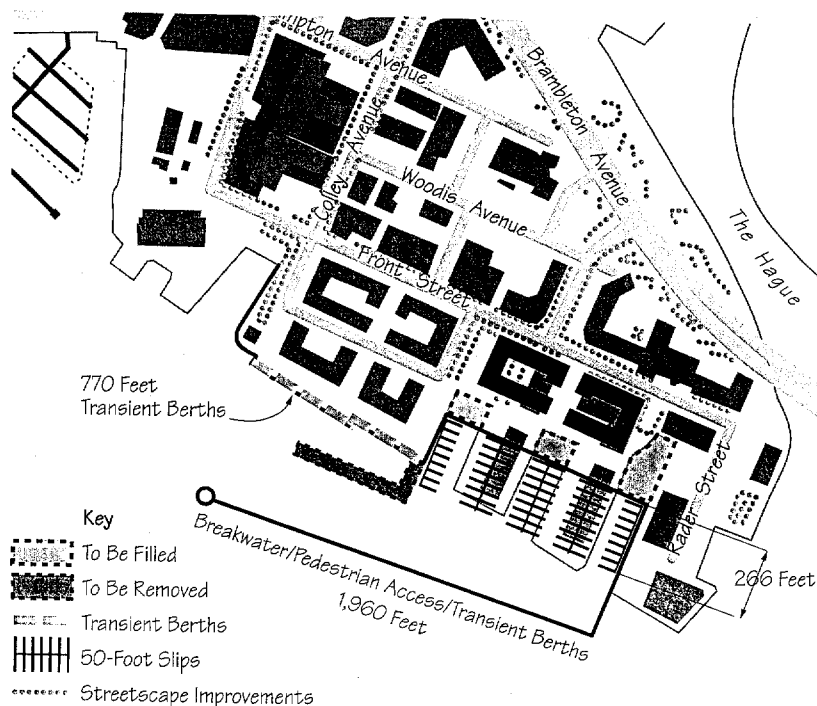 Avenue
Brambleton Avenue
Colley Avenue
Woodis Avenue
The Hague
Front Street
770 Feet
Transient Berths
Rader Street
Breakwater/Pedestrian Access/Transient Berths
1,960 Feet
266 Feet
Key
To Be Filled
To Be Removed
Transient Berths
50-Foot Slips
Streetscape Improvements